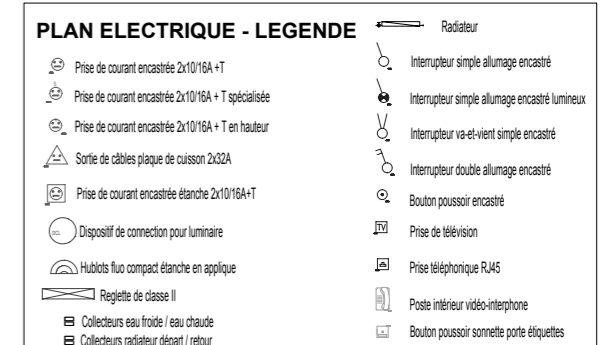 PLAN ELECTRIQUE - LEGENDE
Prise de courant encastrée 2x10/16A +T
Prise de courant encastrée 2x10/16A + T spécialisée
Prise de courant encastrée 2x10/16A + T en hauteur
Sortie de câbles plaque de cuisson 2x32A
Prise de courant encastrée étanche 2x10/16A+T
DCL Dispositif de connection pour luminaire
Hublots fluo compact étanche en applique
Reglette de classe II
Collecteurs eau froide / eau chaude
Collecteurs radiateur départ / retour
Radiateur
Interrupteur simple allumage encastré
Interrupteur simple allumage encastré lumineux
Interrupteur va-et-vient simple encastré
Interrupteur double allumage encastré
Bouton poussoir encastré
TV Prise de télévision
Prise téléphonique RJ45
Poste intérieur vidéo-interphone
Bouton poussoir sonnette porte étiquettes